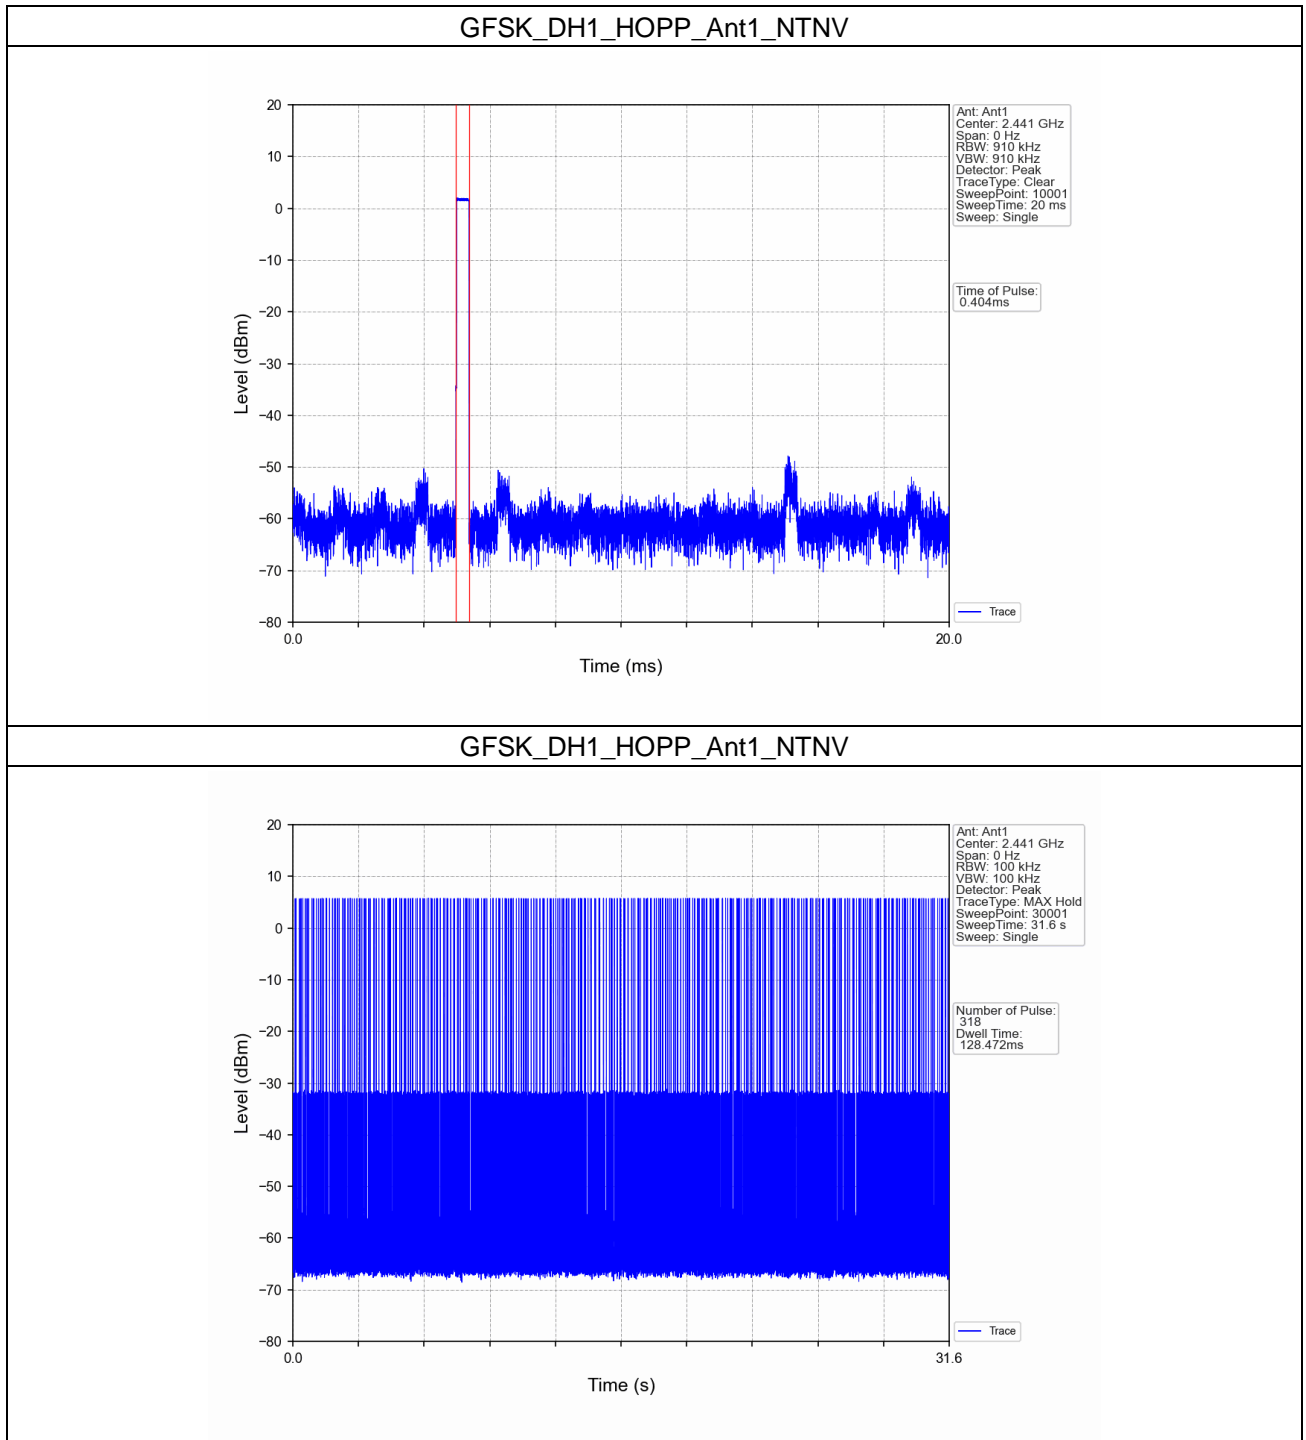 GFSK_DH1_HOPP_Ant1_NTNV
20
10
0
−10
−20
−30
−40
−50
−60
−70
−80
Level (dBm)
0.0
20.0
Time (ms)
Ant: Ant1
Center: 2.441 GHz
Span: 0 Hz
RBW: 910 kHz
VBW: 910 kHz
Detector: Peak
TraceType: Clear
SweepPoint: 10001
SweepTime: 20 ms
Sweep: Single
Time of Pulse:
0.404ms
Trace
GFSK_DH1_HOPP_Ant1_NTNV
20
10
0
−10
−20
−30
−40
−50
−60
−70
−80
Level (dBm)
0.0
31.6
Time (s)
Ant: Ant1
Center: 2.441 GHz
Span: 0 Hz
RBW: 100 kHz
VBW: 100 kHz
Detector: Peak
TraceType: MAX Hold
SweepPoint: 30001
SweepTime: 31.6 s
Sweep: Single
Number of Pulse:
318
Dwell Time:
128.472ms
Trace